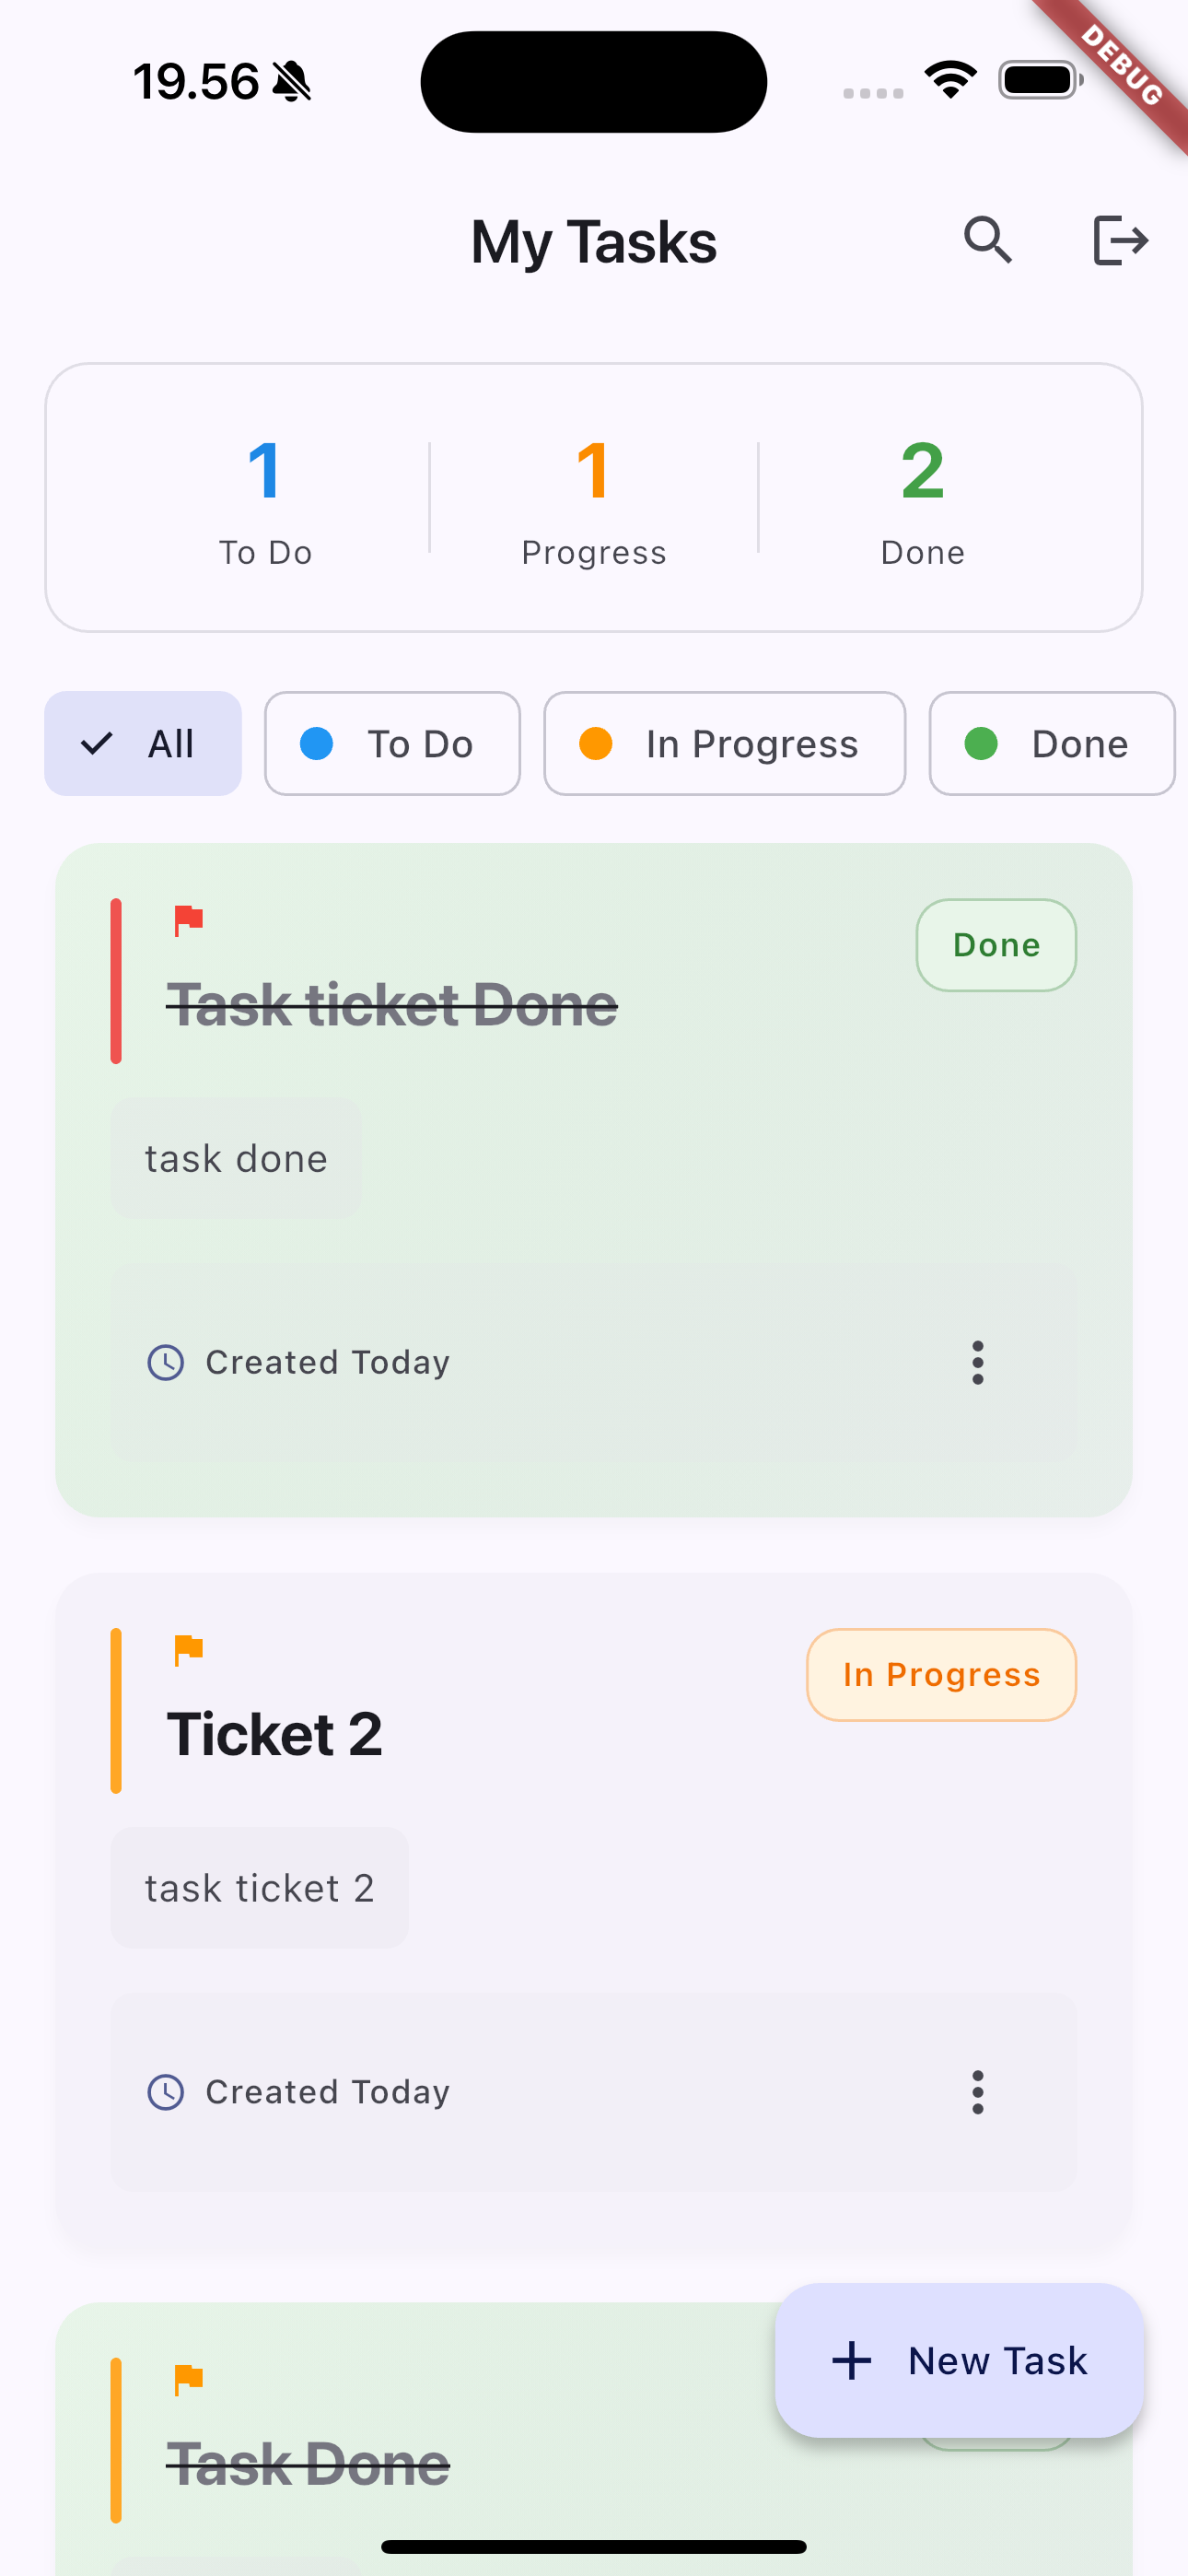 19.56
DEBUG
My Tasks
1 1 2
To Do Progress Done
All To Do In Progress Done
Done
Task ticket Done
task done
Created Today
In Progress
Ticket 2
task ticket 2
Created Today
New Task
Task Done